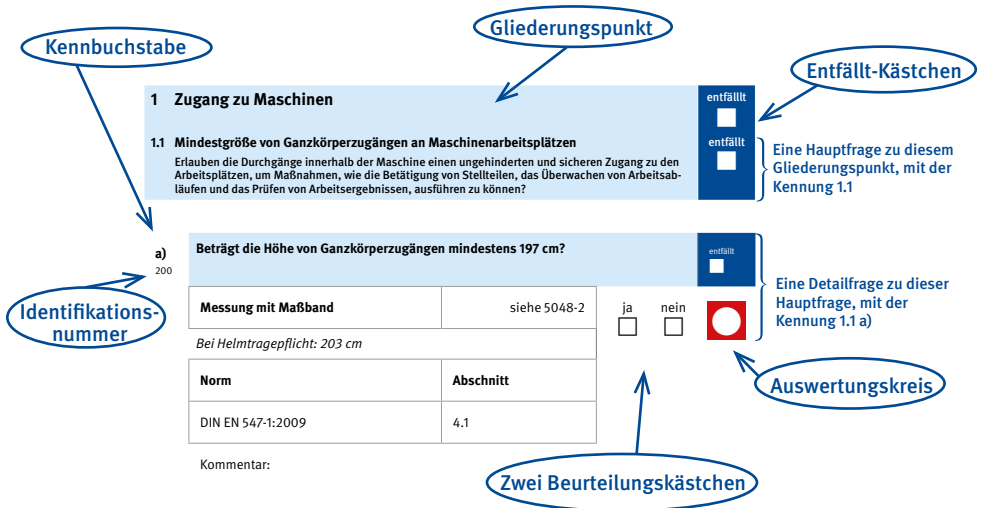 Gliederungspunkt
Kennbuchstabe
Entfällt-Kästchen
1 Zugang zu Maschinen
entfälllt
1.1 Mindestgröße von Ganzkörperzugängen an Maschinenarbeitsplätzen
entfällt
Erlauben die Durchgänge innerhalb der Maschine einen ungehinderten und sicheren Zugang zu den
Arbeitsplätzen, um Maßnahmen, wie die Betätigung von Stellteilen, das Überwachen von Arbeitsab-
läufen und das Prüfen von Arbeitsergebnissen, ausführen zu können?
Eine Hauptfrage zu diesem
Gliederungspunkt, mit der
Kennung 1.1
a)
200
Beträgt die Höhe von Ganzkörperzugängen mindestens 197 cm?
entfällt
Identifikations-
nummer
Messung mit Maßband
siehe 5048-2
ja
nein
Eine Detailfrage zu dieser
Hauptfrage, mit der
Kennung 1.1 a)
Bei Helmtragepflicht: 203 cm
Norm
Abschnitt
Auswertungskreis
DIN EN 547-1:2009
4.1
Kommentar:
Zwei Beurteilungskästchen